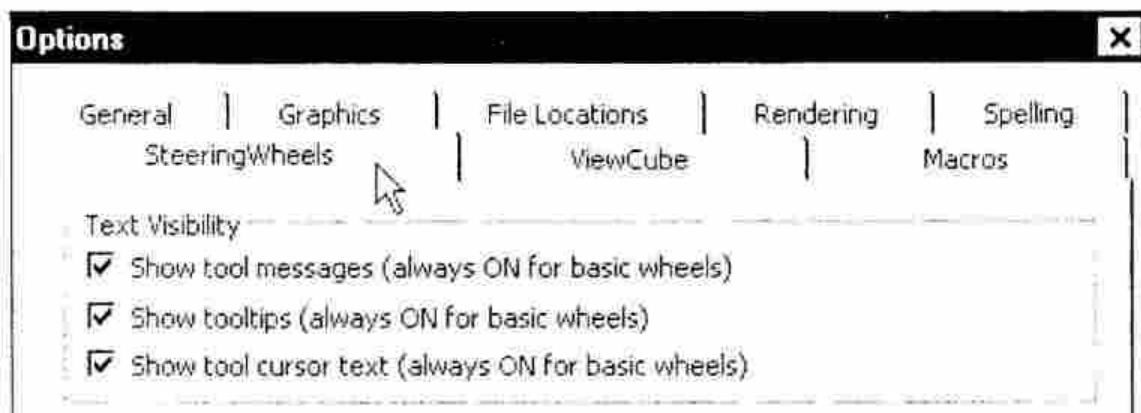 Options
General Graphics File Locations Rendering Spelling
SteeringWheels ViewCube Macros
Text Visibility
Show tool messages (always ON for basic wheels)
Show tooltips (always ON for basic wheels)
Show tool cursor text (always ON for basic wheels)